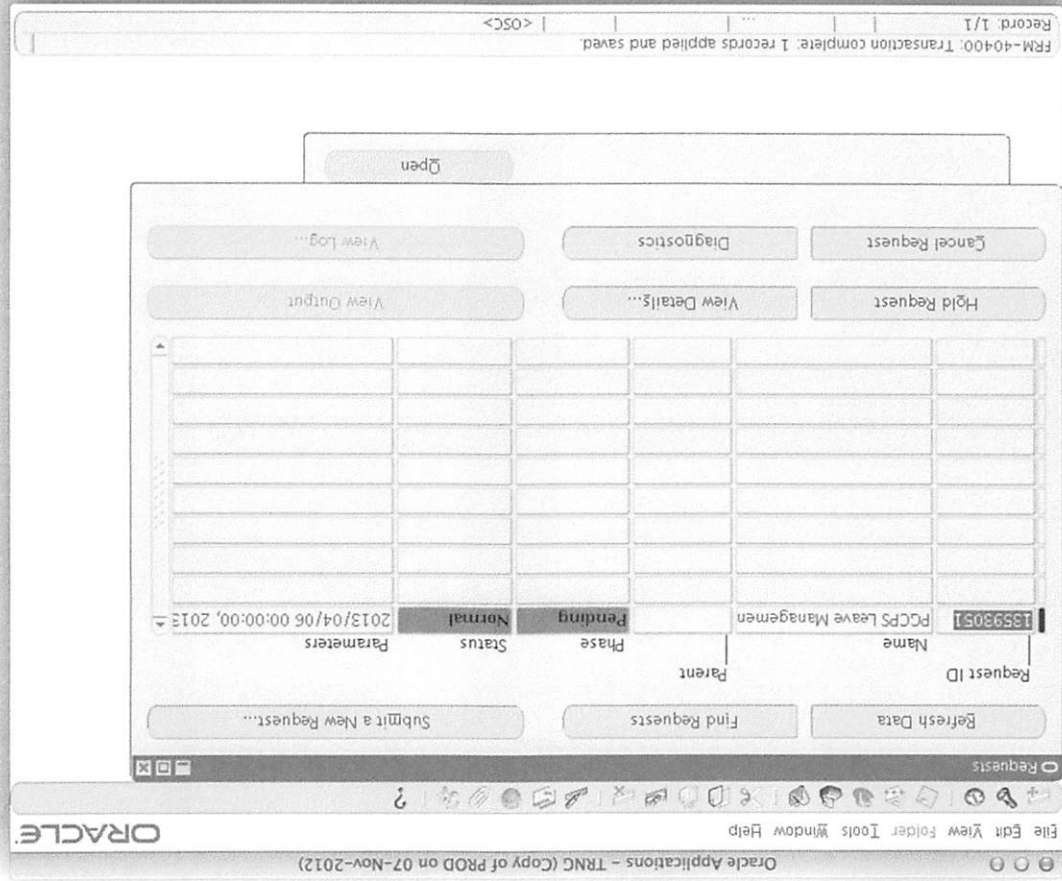 Oracle Applications - TRNG (Copy of PROD on 07-Nov-2012)
File Edit View Folder Tools Window Help
ORACLE
Requests
Refresh Data
Find Requests
Submit a New Request...
Request ID
Name
Parent
Phase
Status
Parameters
13593051
PGCPS Leave Managemen
Pending
Normal
2013/04/06 00:00:00, 2013
Hold Request
View Details...
View Output
Cancel Request
Diagnostics
View Log...
Open
FRM-40400: Transaction complete: 1 records applied and saved.
Record: 1/1
...
<OSC>